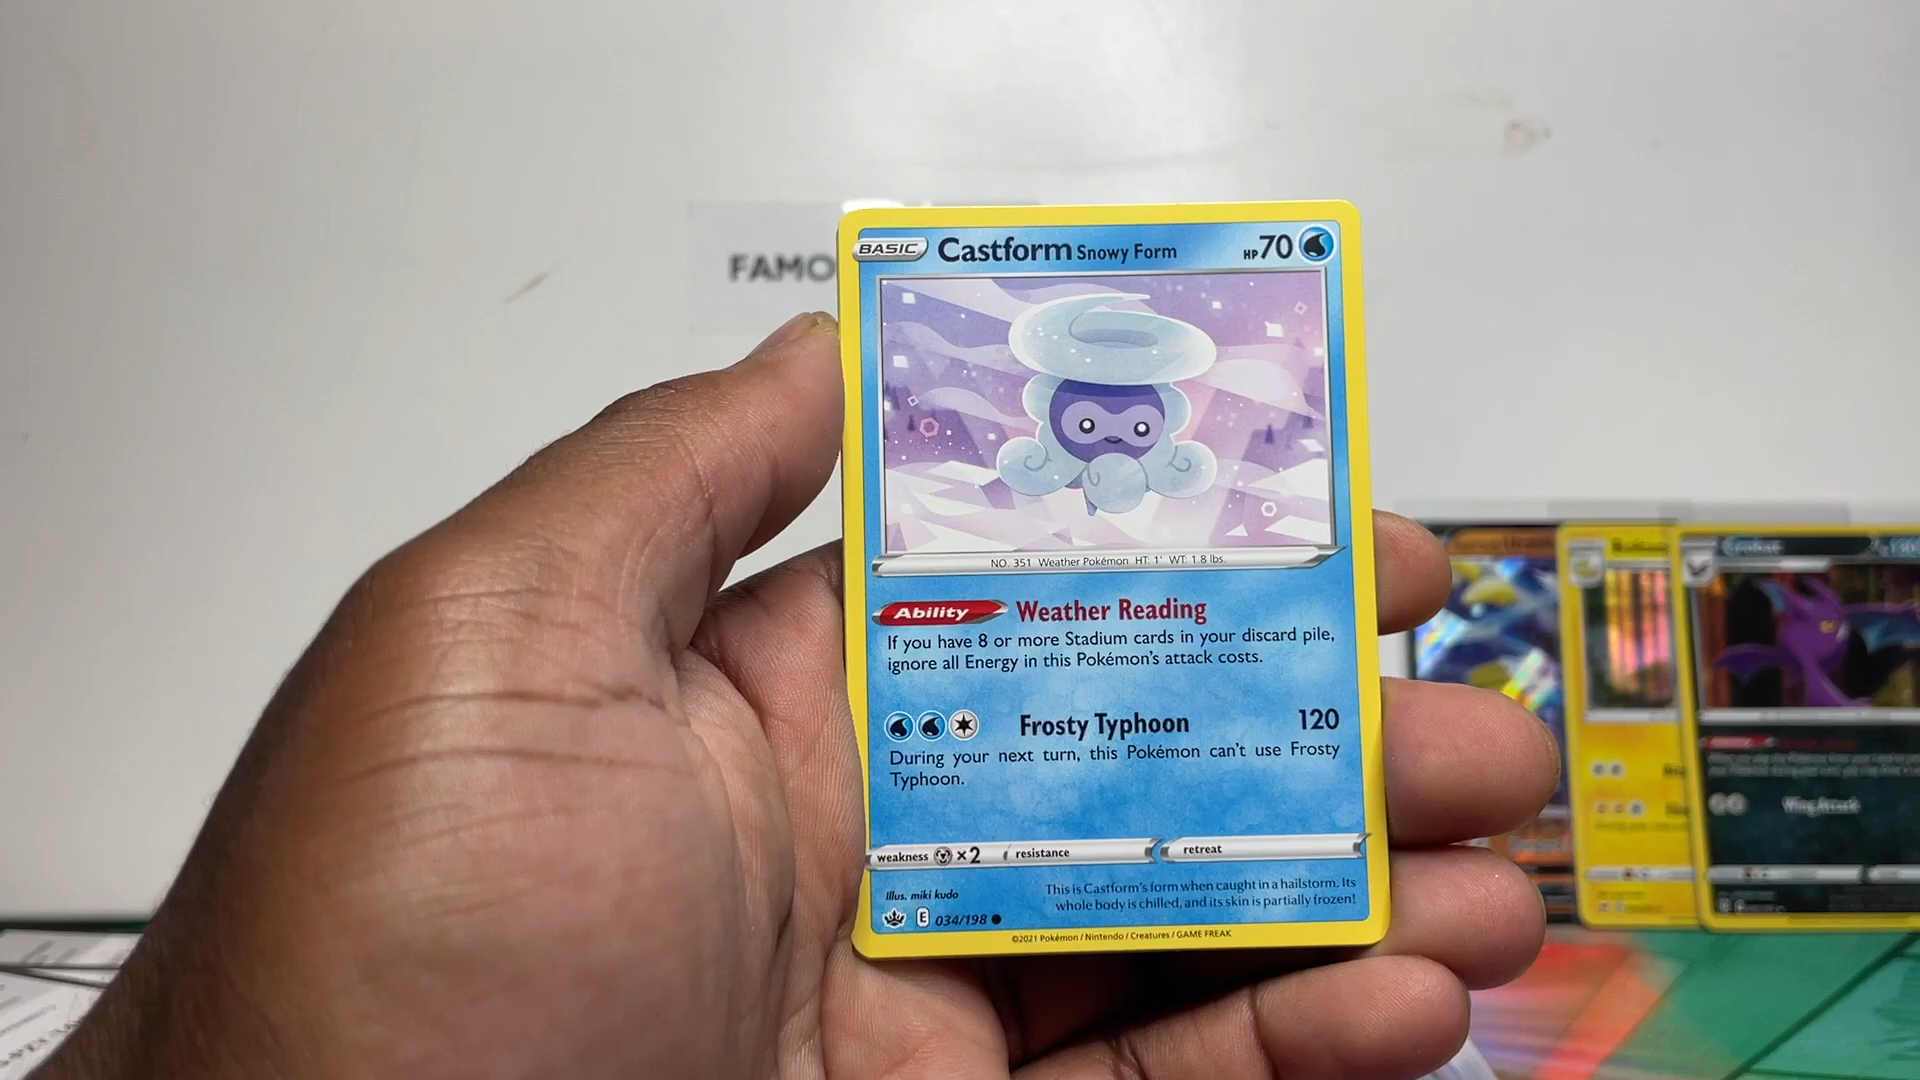 FAMO
BASIC Castform Snowy Form HP 70
NO. 351 Weather Pokémon HT: 1' WT: 1.8 lbs.
Ability Weather Reading
If you have 8 or more Stadium cards in your discard pile,
ignore all Energy in this Pokémon's attack costs.
Frosty Typhoon 120
During your next turn, this Pokémon can't use Frosty
Typhoon.
weakness ×2 resistance retreat
Illus. miki kudo
This is Castform's form when caught in a hailstorm. Its
whole body is chilled, and its skin is partially frozen!
E 034/198
©2021 Pokémon / Nintendo / Creatures / GAME FREAK
Crobat
Wing Attack